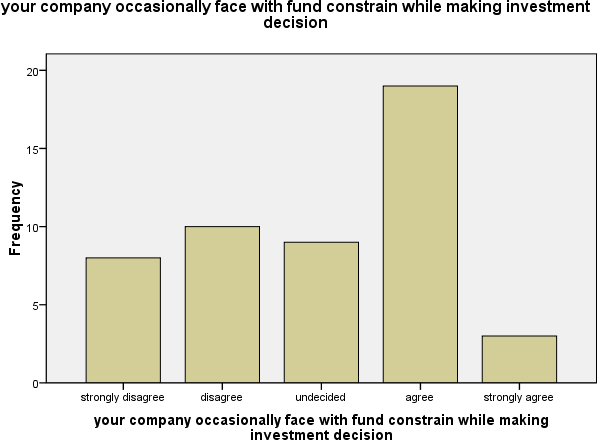 your company occasionally face with fund constrain while making investment
decision
20
15
10
5
0
Frequency
strongly disagree
disagree
undecided
agree
strongly agree
your company occasionally face with fund constrain while making
investment decision